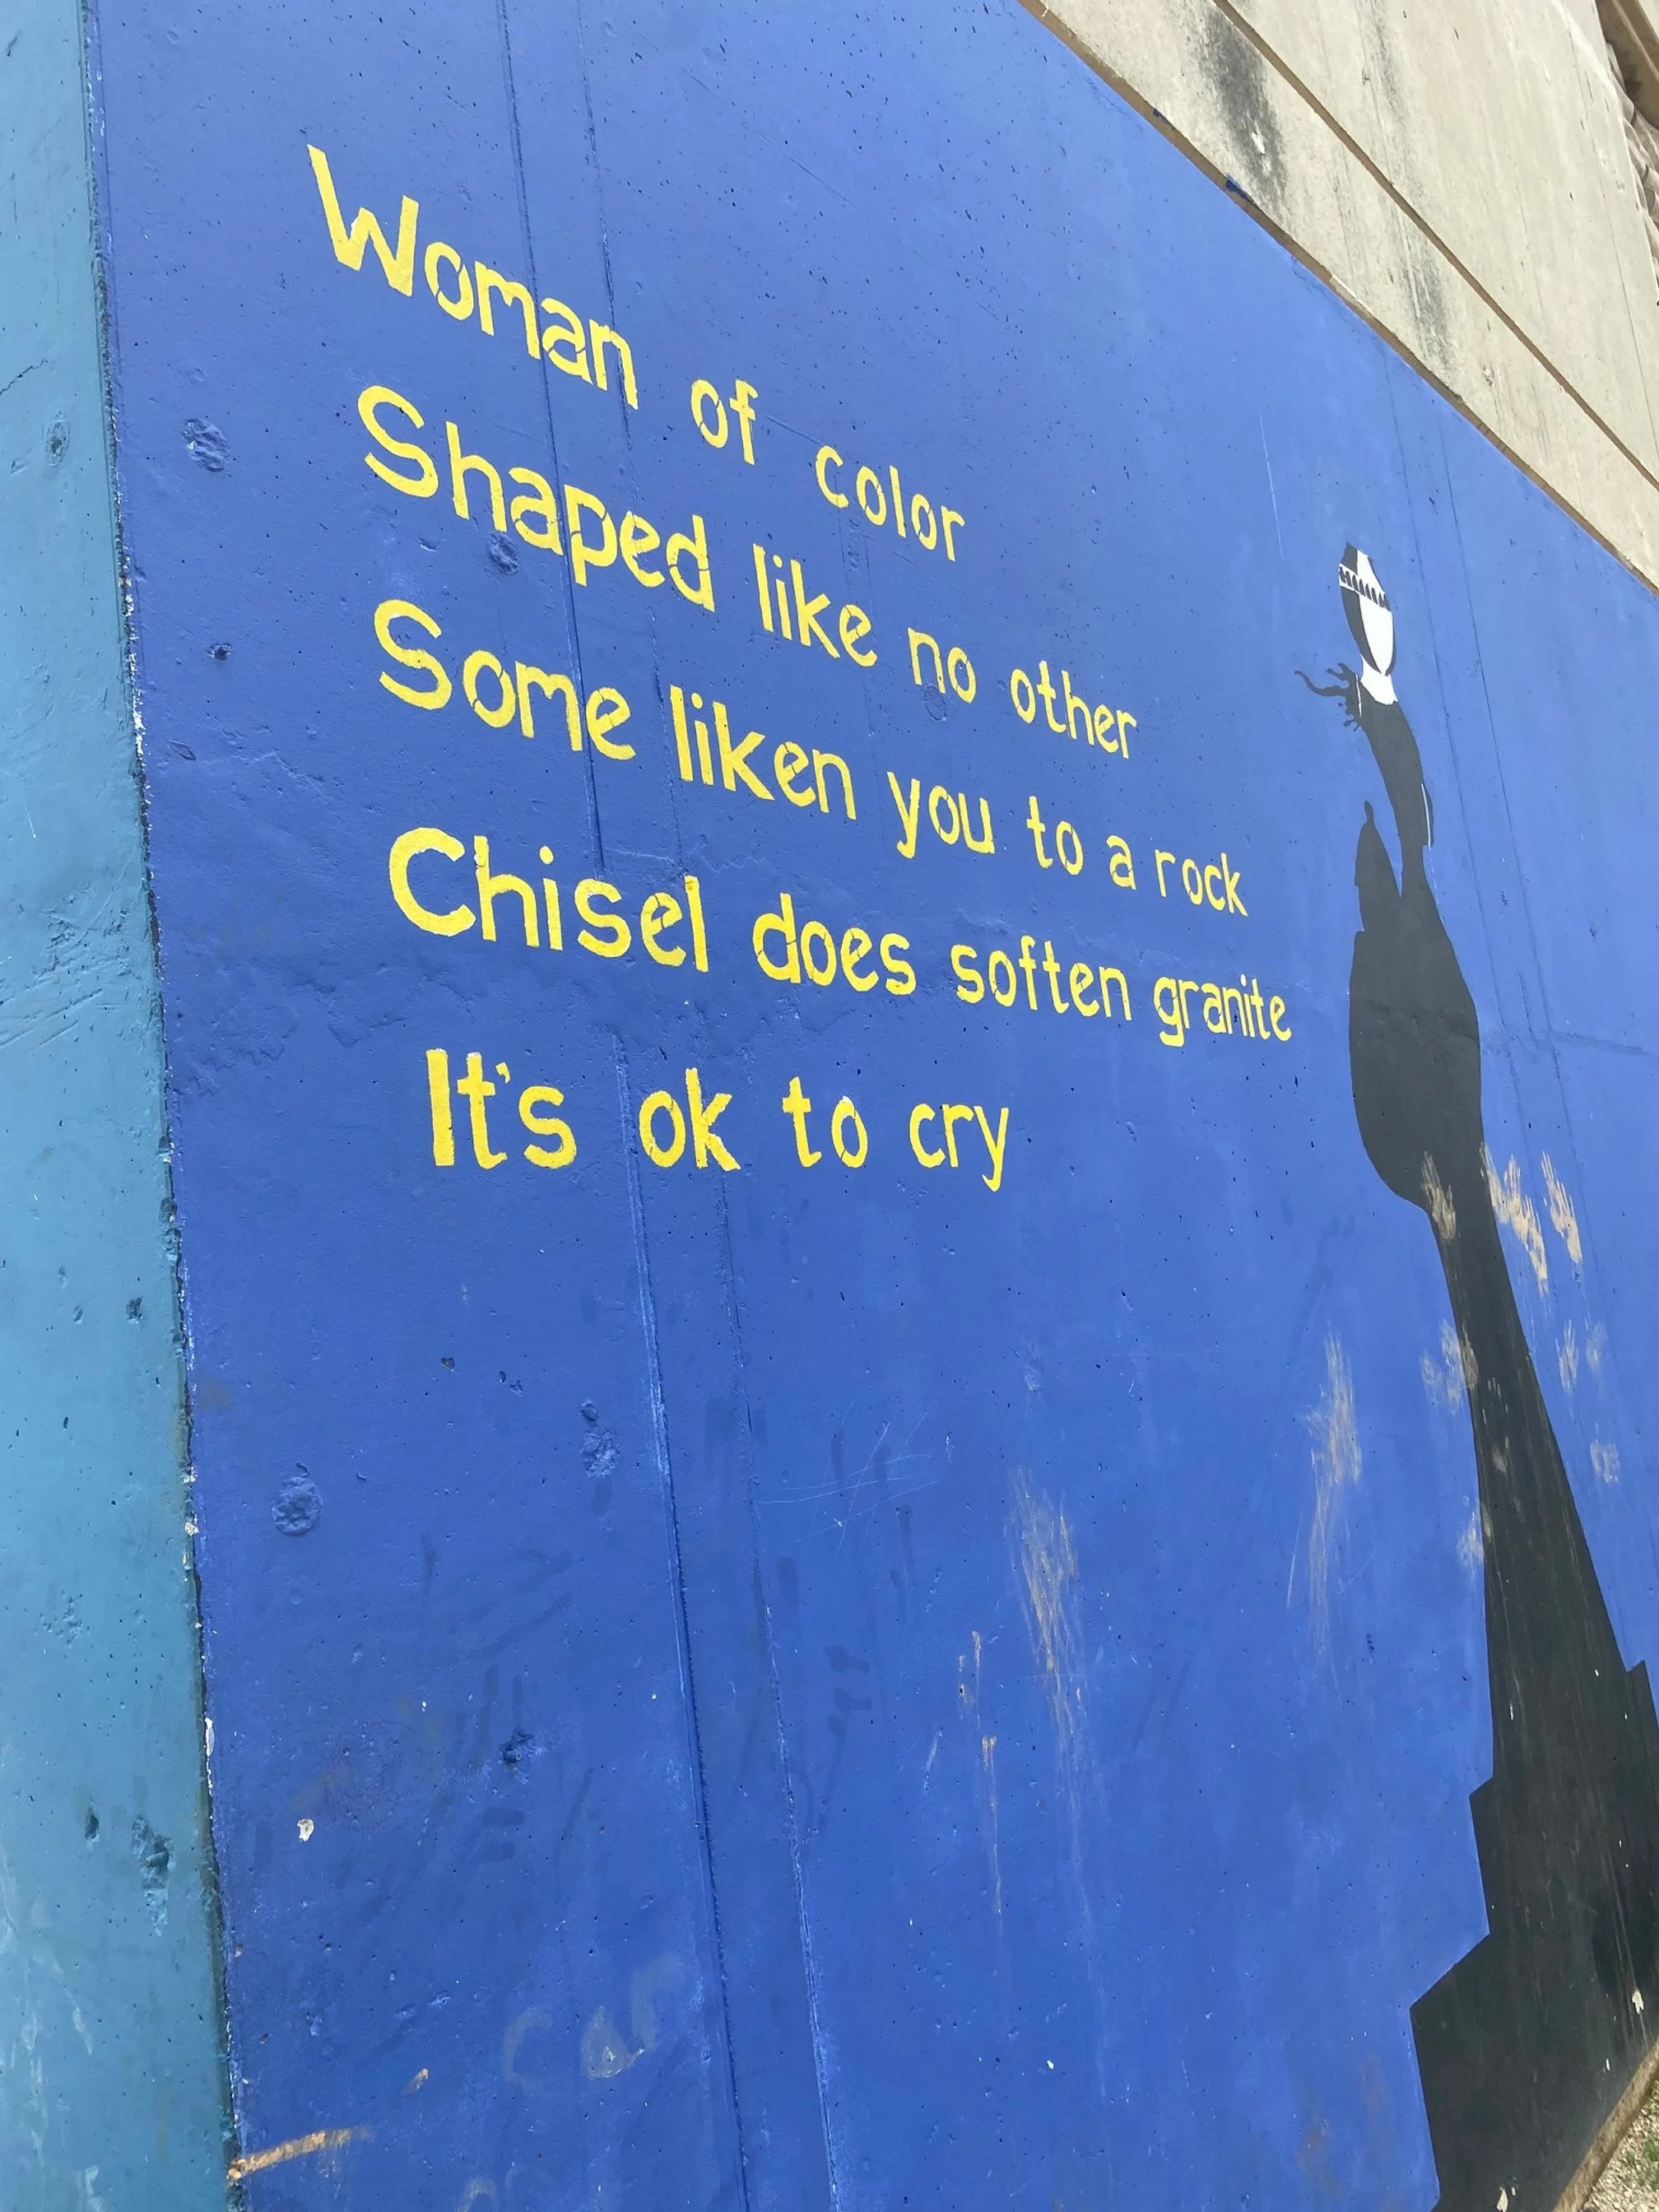 Woman of color
Shaped like no other
Some liken you to a rock
Chisel does soften granite
It's ok to cry